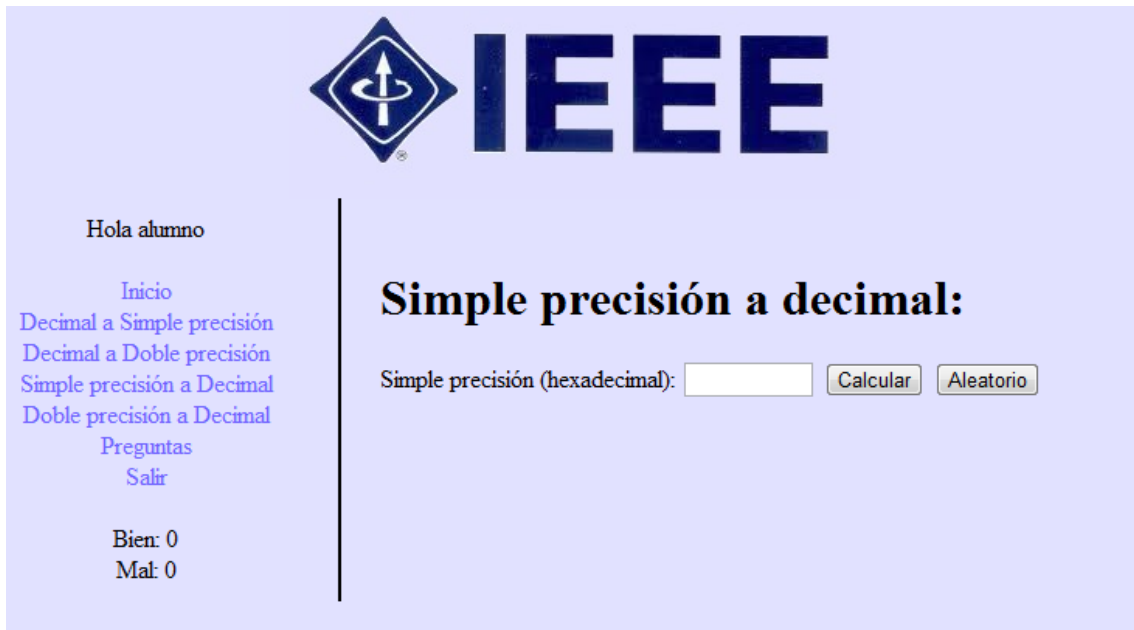 IEEE
Hola alumno
Inicio
Decimal a Simple precisión
Decimal a Doble precisión
Simple precisión a Decimal
Doble precisión a Decimal
Preguntas
Salir
Bien: 0
Mal: 0
Simple precisión a decimal:
Simple precisión (hexadecimal): Calcular Aleatorio